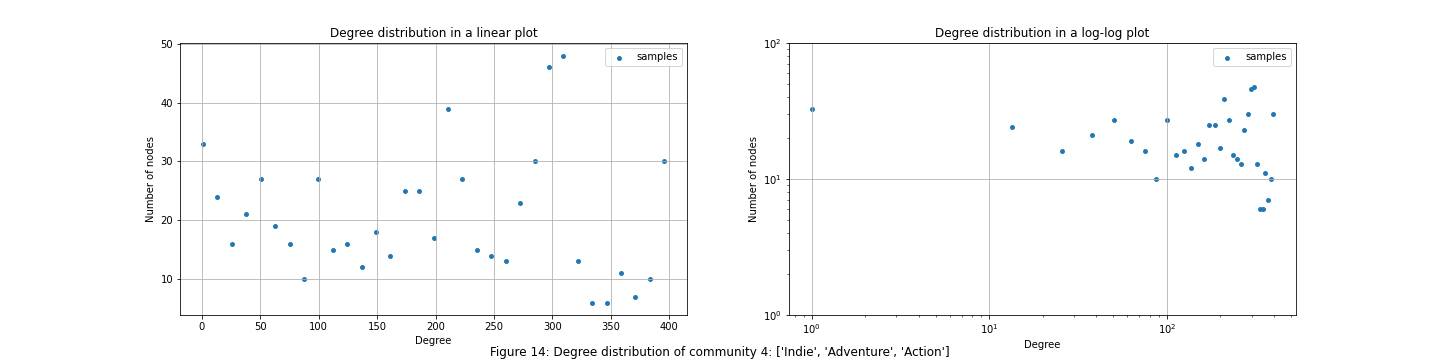 Degree distribution in a linear plot
samples
50
40
30
20
10
Number of nodes
0 50 100 150 200 250 300 350 400
Degree
Degree distribution in a log-log plot
samples
10²
10¹
10⁰
Number of nodes
10⁰ 10¹ 10²
Degree
Figure 14: Degree distribution of community 4: ['Indie', 'Adventure', 'Action']